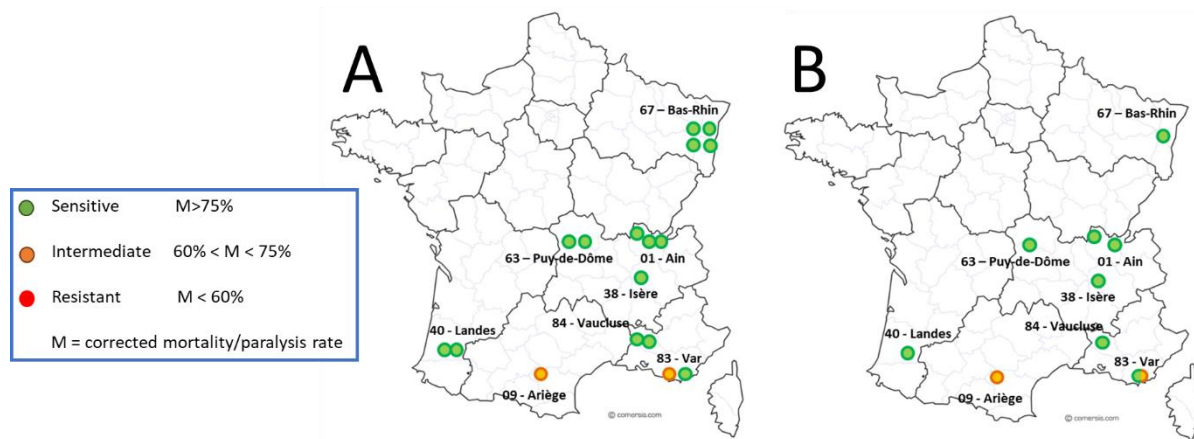 Sensitive M>75%
Intermediate 60% < M < 75%
Resistant M < 60%
M = corrected mortality/paralysis rate
A
67 – Bas-Rhin
63 – Puy-de-Dôme
01 - Ain
38 - Isère
84 - Vaucluse
40 - Landes
83 - Var
09 - Ariège
© comersis.com
B
67 – Bas-Rhin
63 – Puy-de-Dôme
01 - Ain
38 - Isère
84 - Vaucluse
40 - Landes
83 - Var
09 - Ariège
© comersis.com